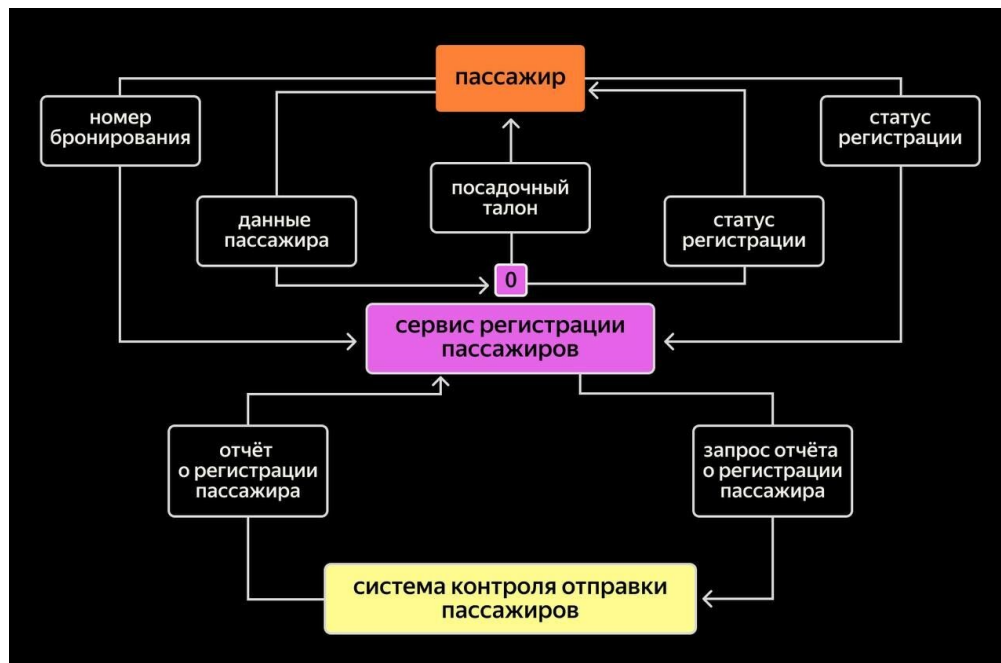 пассажир
номер
бронирования
статус
регистрации
посадочный
талон
данные
пассажира
статус
регистрации
0
сервис регистрации
пассажиров
отчёт
о регистрации
пассажира
запрос отчёта
о регистрации
пассажира
система контроля отправки
пассажиров